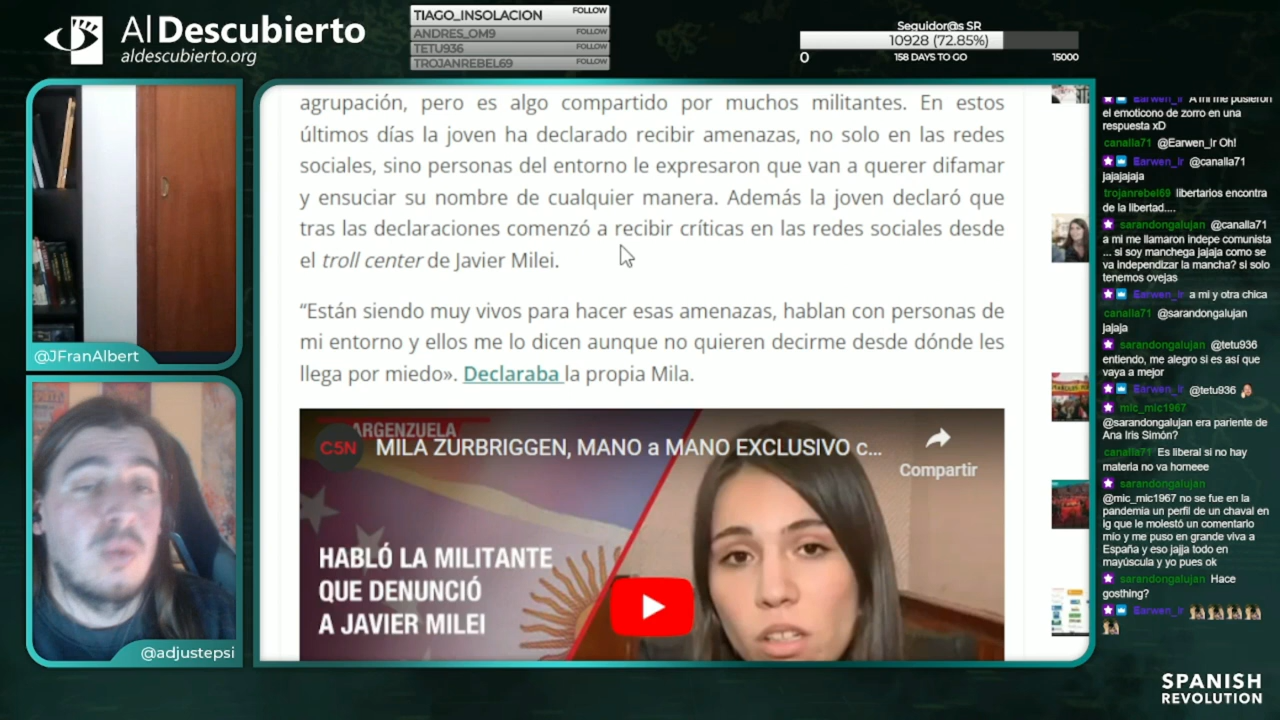 Al Descubierto
aldescubierto.org
TIAGO_INSOLACION FOLLOW
ANDRES_OM9 FOLLOW
TETU936 FOLLOW
TROJANREBEL69 FOLLOW
Seguidor@s SR
10928 (72.85%)
0 158 DAYS TO GO 15000
agrupación, pero es algo compartido por muchos militantes. En estos
últimos días la joven ha declarado recibir amenazas, no solo en las redes
sociales, sino personas del entorno le expresaron que van a querer difamar
y ensuciar su nombre de cualquier manera. Además la joven declaró que
tras las declaraciones comenzó a recibir críticas en las redes sociales desde
el troll center de Javier Milei.
“Están siendo muy vivos para hacer esas amenazas, hablan con personas de
mi entorno y ellos me lo dicen aunque no quieren decirme desde dónde les
llega por miedo». Declaraba la propia Mila.
ARGENZUELA
C5N
MILA ZURBRIGGEN, MANO a MANO EXCLUSIVO c...
Compartir
HABLÓ LA MILITANTE
QUE DENUNCIÓ
A JAVIER MILEI
@JFranAlbert
@adjustepsi
Earwen_Ir A mi me pusieron
el emoticono de zorro en una
respuesta xD
canalla71 @Earwen_Ir Oh!
Earwen_Ir @canalla71
jajajajaja
trojanrebel69 libertarios encontra
de la libertad....
sarandongalujan @canalla71
a mi me llamaron indepe comunista
... si soy manchega jajaja como se
va independizar la mancha? si solo
tenemos ovejas
Earwen_Ir a mi y otra chica
canalla71 @sarandongalujan
jajaja
sarandongalujan @tetu936
entiendo, me alegro si es así que
vaya a mejor
Earwen_Ir @tetu936
mic_mic1967
@sarandongalujan era pariente de
Ana Iris Simón?
canalla71 Es liberal si no hay
materia no va homeee
sarandongalujan
@mic_mic1967 no se fue en la
pandemia un perfil de un chaval en
ig que le molestó un comentario
mío y me puso en grande viva a
España y eso jajja todo en
mayúscula y yo pues ok
sarandongalujan Hace
gosthing?
Earwen_Ir
SPANISH
REVOLUTION